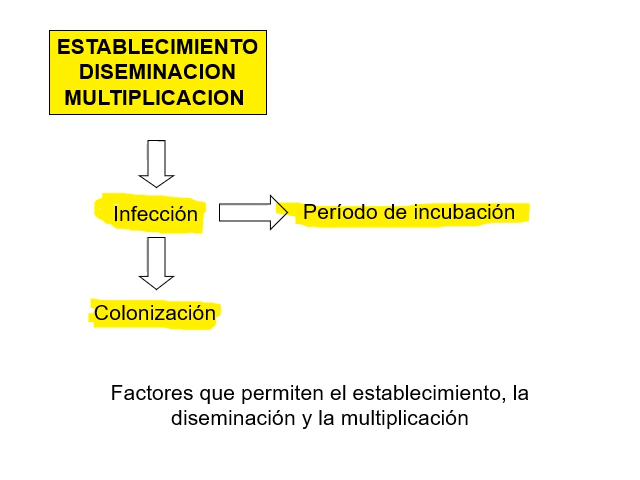 ESTABLECIMIENTO
DISEMINACION
MULTIPLICACION
Infección
Período de incubación
Colonización
Factores que permiten el establecimiento, la
diseminación y la multiplicación